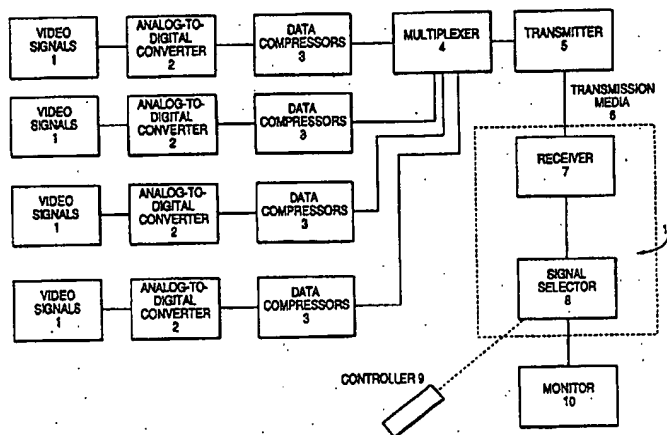 VIDEO
SIGNALS
1
ANALOG-TO-
DIGITAL
CONVERTER
2
DATA
COMPRESSORS
3
MULTIPLEXER
4
TRANSMITTER
5
VIDEO
SIGNALS
1
ANALOG-TO-
DIGITAL
CONVERTER
2
DATA
COMPRESSORS
3
TRANSMISSION
MEDIA
6
RECEIVER
7
VIDEO
SIGNALS
1
ANALOG-TO-
DIGITAL
CONVERTER
2
DATA
COMPRESSORS
3
VIDEO
SIGNALS
1
ANALOG-TO-
DIGITAL
CONVERTER
2
DATA
COMPRESSORS
3
SIGNAL
SELECTOR
8
CONTROLLER 9
MONITOR
10